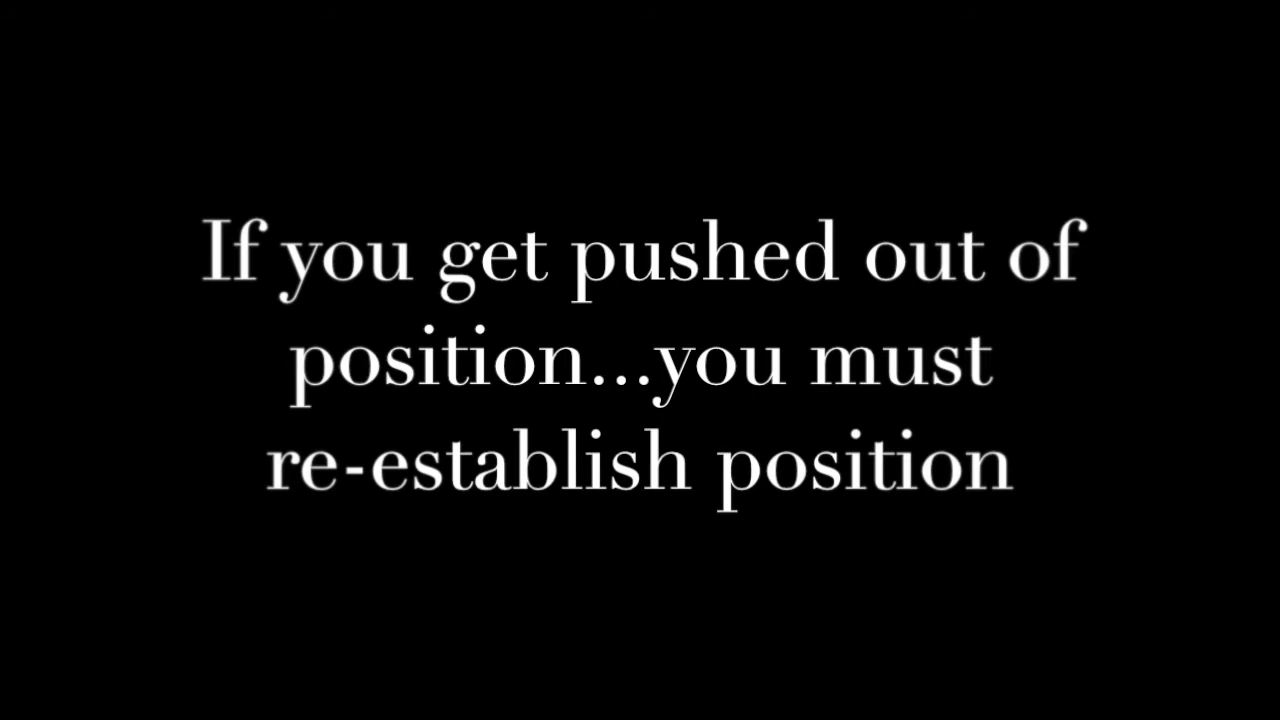 If you get pushed out of
position...you must
re-establish position